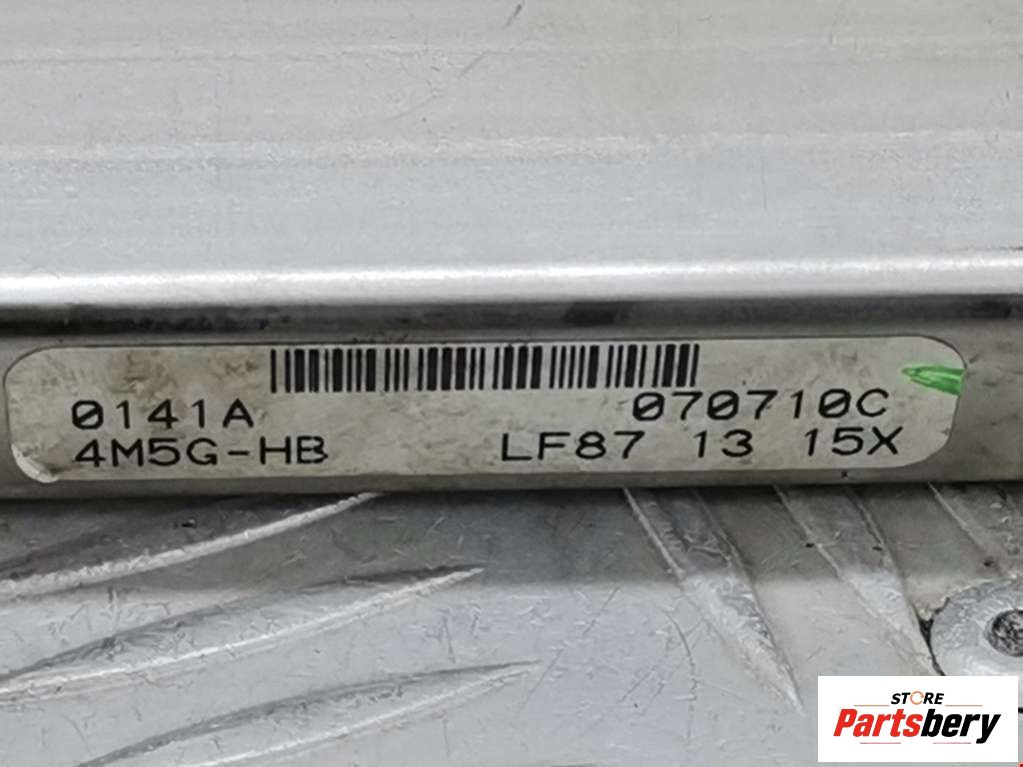 0141A 070710C
4M5G-HB LF87 13 15X
STORE
Partsbery